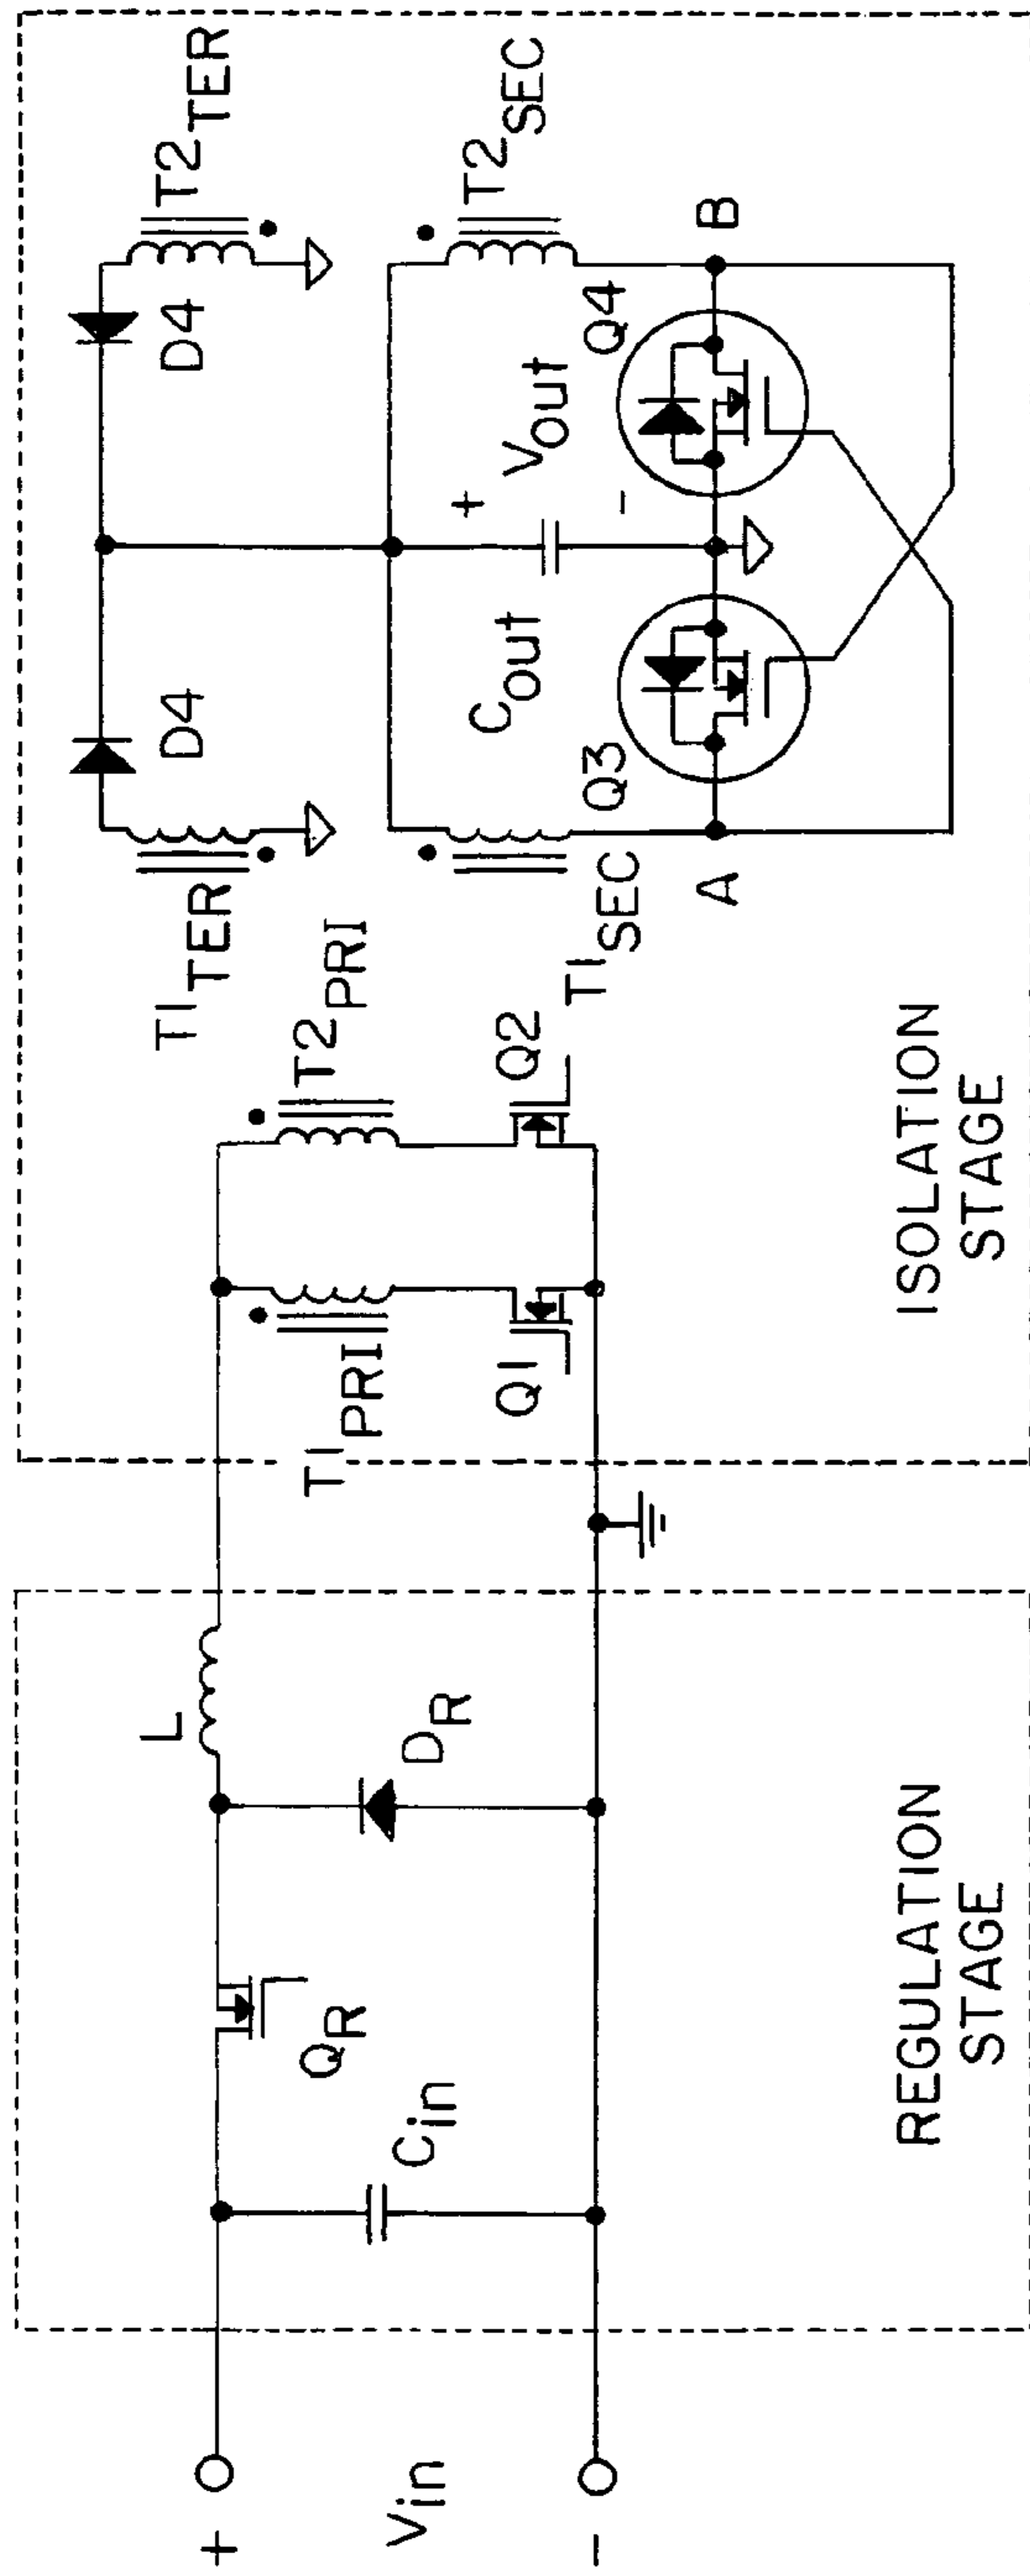 +
Vin
-
Cin
QR
L
DR
REGULATION
STAGE
T1PRI
T2PRI
Q1
Q2
ISOLATION
STAGE
T1TER
D4
D4
T2TER
T1SEC
T2SEC
Cout
+
Vout
-
Q3
Q4
A
B